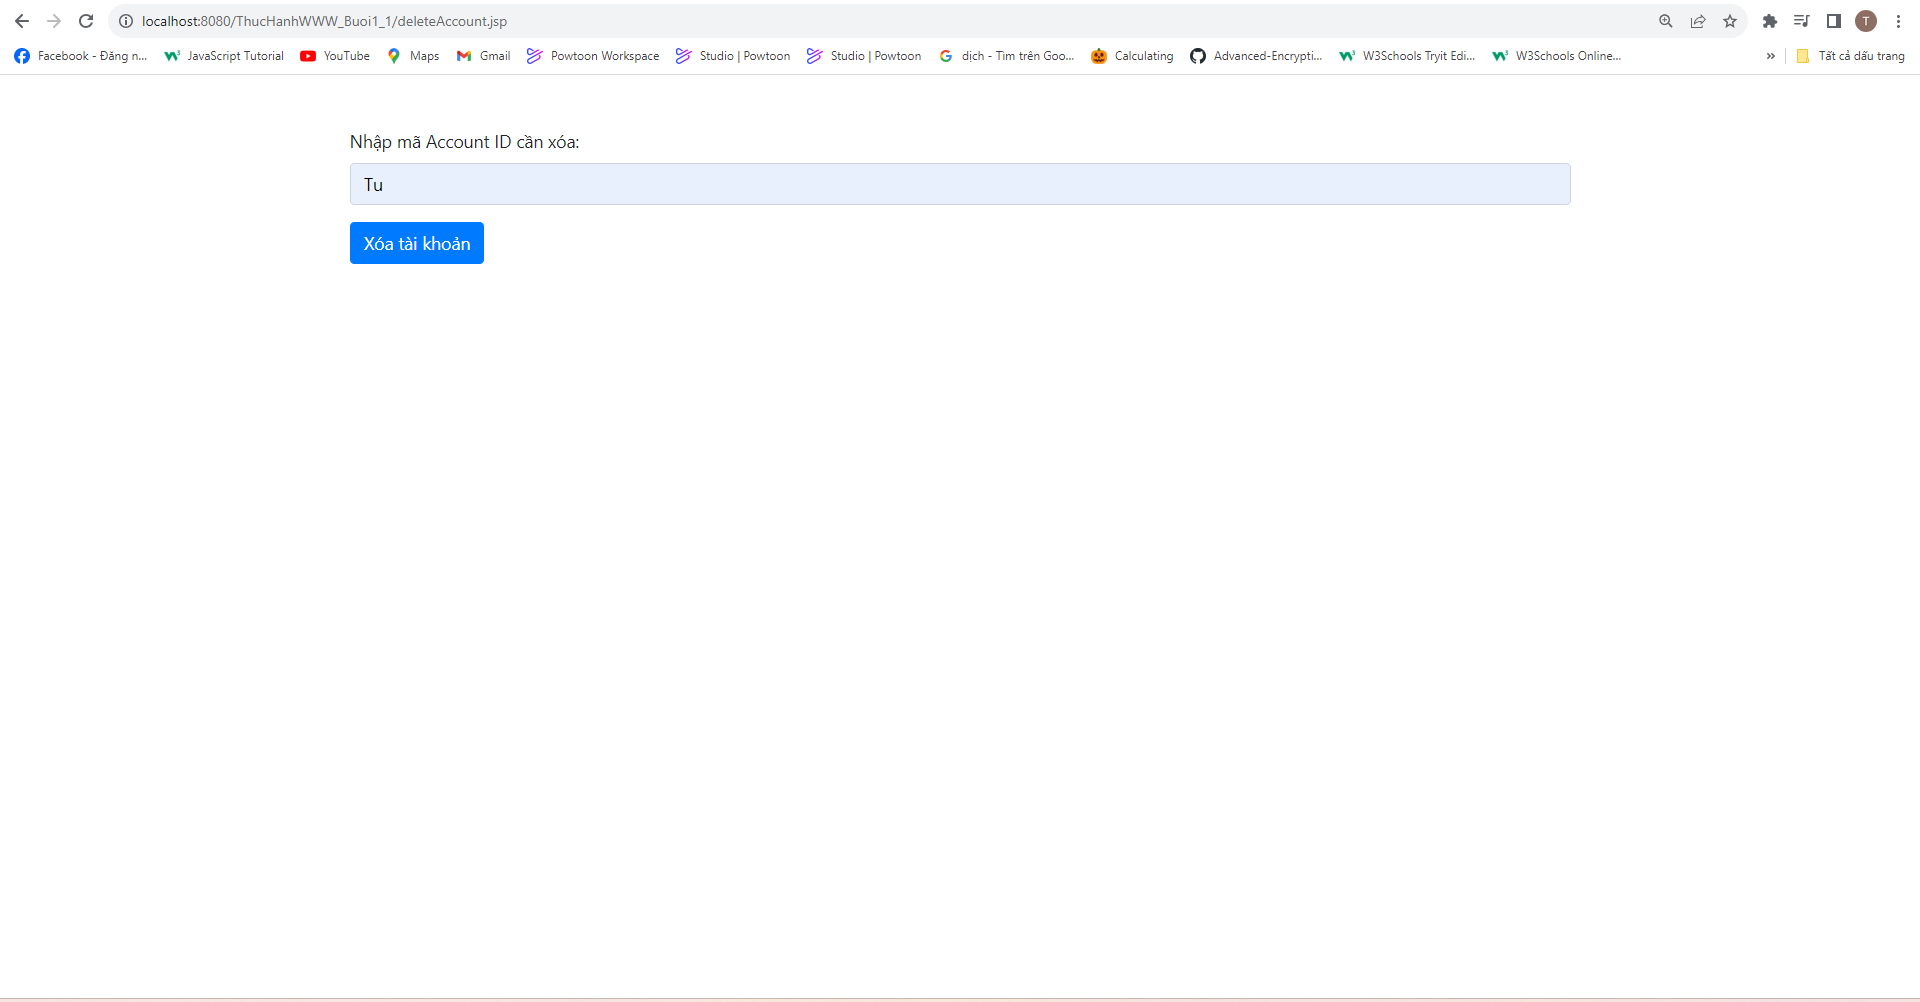 localhost:8080/ThucHanhWWW_Buoi1_1/deleteAccount.jsp
T
Facebook - Đăng n... JavaScript Tutorial YouTube Maps Gmail Powtoon Workspace Studio | Powtoon Studio | Powtoon dịch - Tìm trên Goo... Calculating Advanced-Encrypti... W3Schools Tryit Edi... W3Schools Online... » Tất cả dấu trang
Nhập mã Account ID cần xóa:
Tu
Xóa tài khoản